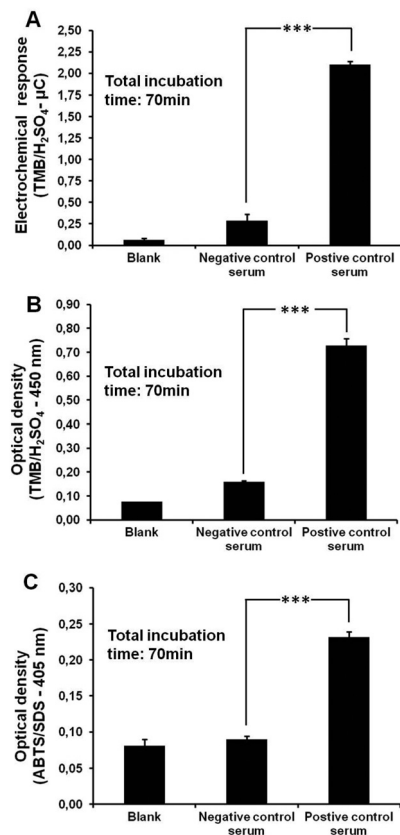 A
Electrochemical response
(TMB/H2SO4- µC)
2,50
2,25
2,00
1,75
1,50
1,25
1,00
0,75
0,50
0,25
0,00
Total incubation
time: 70min
***
Blank
Negative control
serum
Postive control
serum
B
Optical density
(TMB/H2SO4 - 450 nm)
0,90
0,80
0,70
0,60
0,50
0,40
0,30
0,20
0,10
0,00
Total incubation
time: 70min
***
Blank
Negative control
serum
Postive control
serum
C
Optical density
(ABTS/SDS - 405 nm)
0,30
0,25
0,20
0,15
0,10
0,05
0,00
Total incubation
time: 70min
***
Blank
Negative control
serum
Postive control
serum